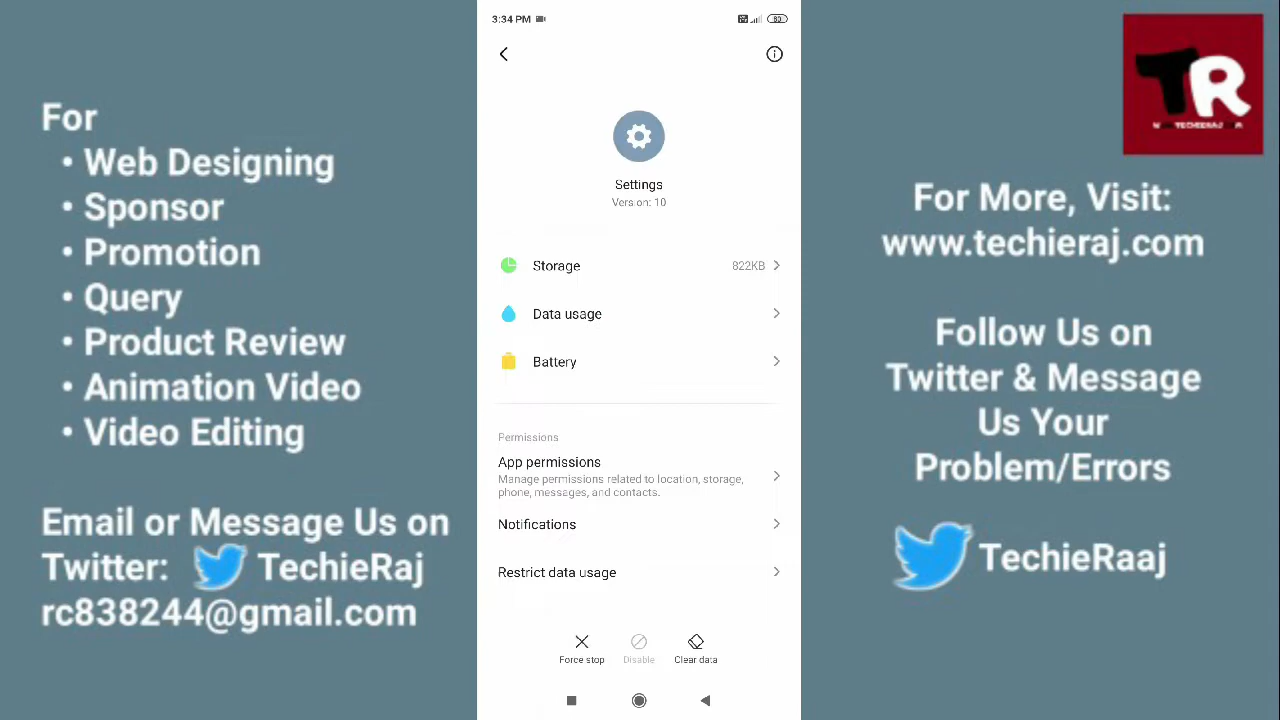 For
• Web Designing
• Sponsor
• Promotion
• Query
• Product Review
• Animation Video
• Video Editing
Email or Message Us on
Twitter: TechieRaj
rc838244@gmail.com
3:34 PM
80
Settings
Version: 10
Storage 822KB
Data usage
Battery
Permissions
App permissions
Manage permissions related to location, storage,
phone, messages, and contacts.
Notifications
Restrict data usage
Force stop Disable Clear data
TR
For More, Visit:
www.techieraj.com
Follow Us on
Twitter & Message
Us Your
Problem/Errors
TechieRaaj